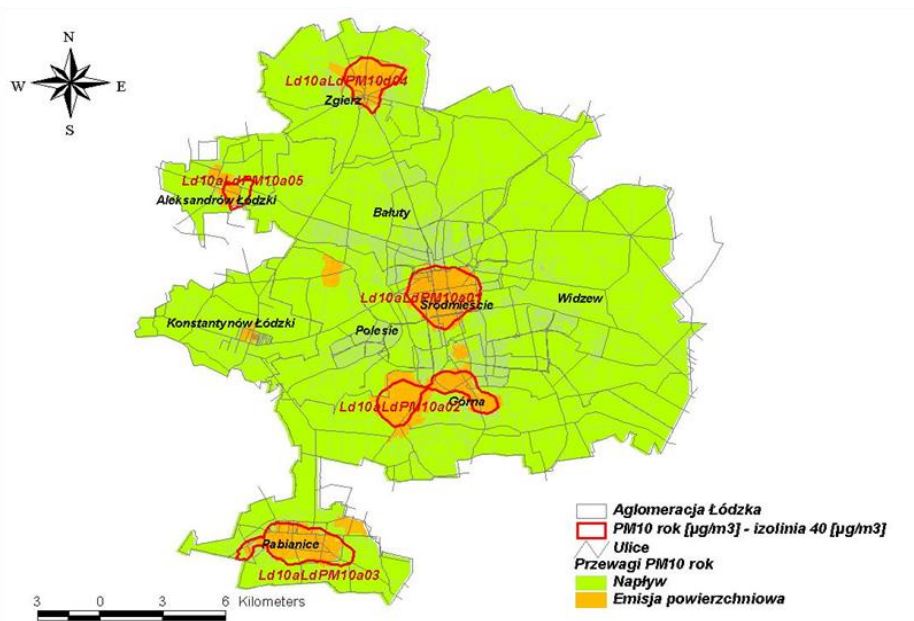 N
W E
S
Ld10aLdPM10d04
Zgierz
Ld10aLdPM10a05
Aleksandrów Łódzki
Bałuty
Ld10aLdPM10a01
Śródmieście
Widzew
Konstantynów Łódzki
Polesie
Ld10aLdPM10a02
Górna
Pabianice
Ld10aLdPM10a03
3 0 3 6 Kilometers
Aglomeracja Łódzka
PM10 rok [µg/m3] - izolinia 40 [µg/m3]
Ulice
Przewagi PM10 rok
Napływ
Emisja powierzchniowa